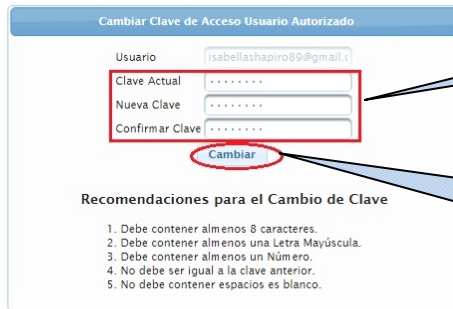 Cambiar Clave de Acceso Usuario Autorizado
Usuario isabellashapiro89@gmail.c
Clave Actual ········
Nueva Clave ········
Confirmar Clave ········
Cambiar
Recomendaciones para el Cambio de Clave
1. Debe contener almenos 8 caracteres.
2. Debe contener almenos una Letra Mayúscula.
3. Debe contener almenos un Número.
4. No debe ser igual a la clave anterior.
5. No debe contener espacios es blanco.